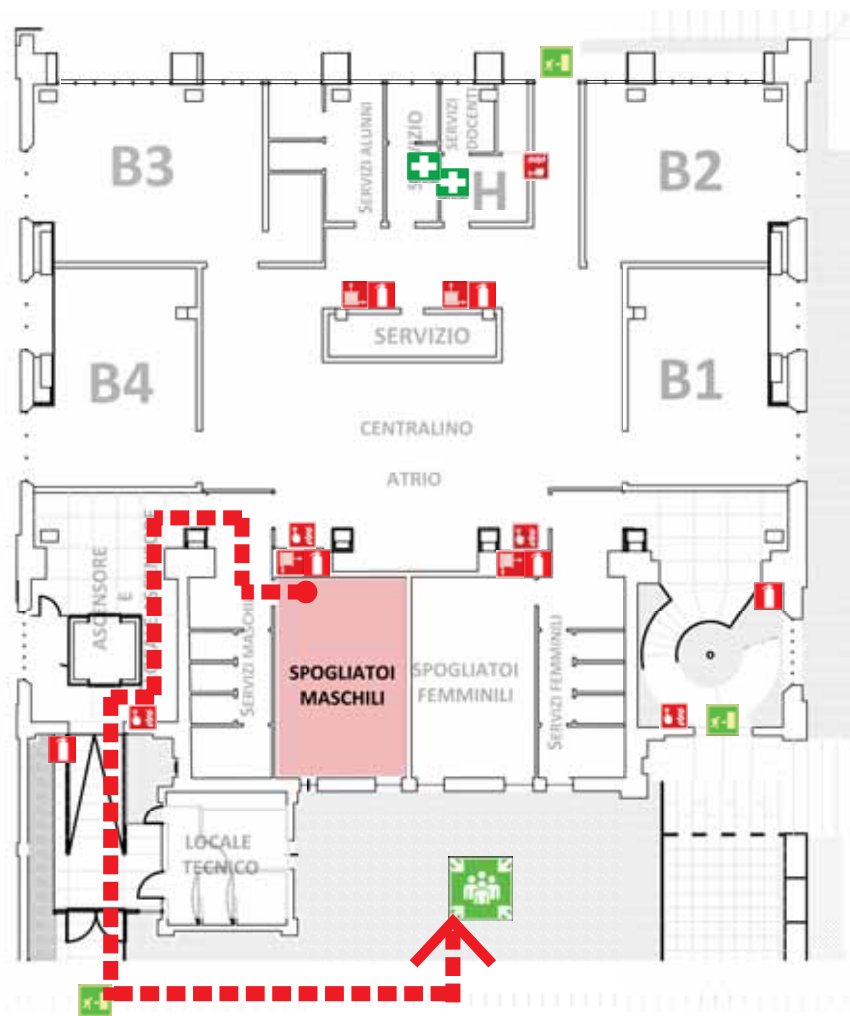 SERVIZI ALUNNI
SERVIZI
DOCENTI
B3
H
B2
SERVIZIO
B4
B1
CENTRALINO
ATRIO
ASCENSORE
E
SERVIZI MASCHILI
SPOGLIATOI
MASCHILI
SPOGLIATOI
FEMMINILI
SERVIZI FEMMINILI
LOCALE
TECNICO